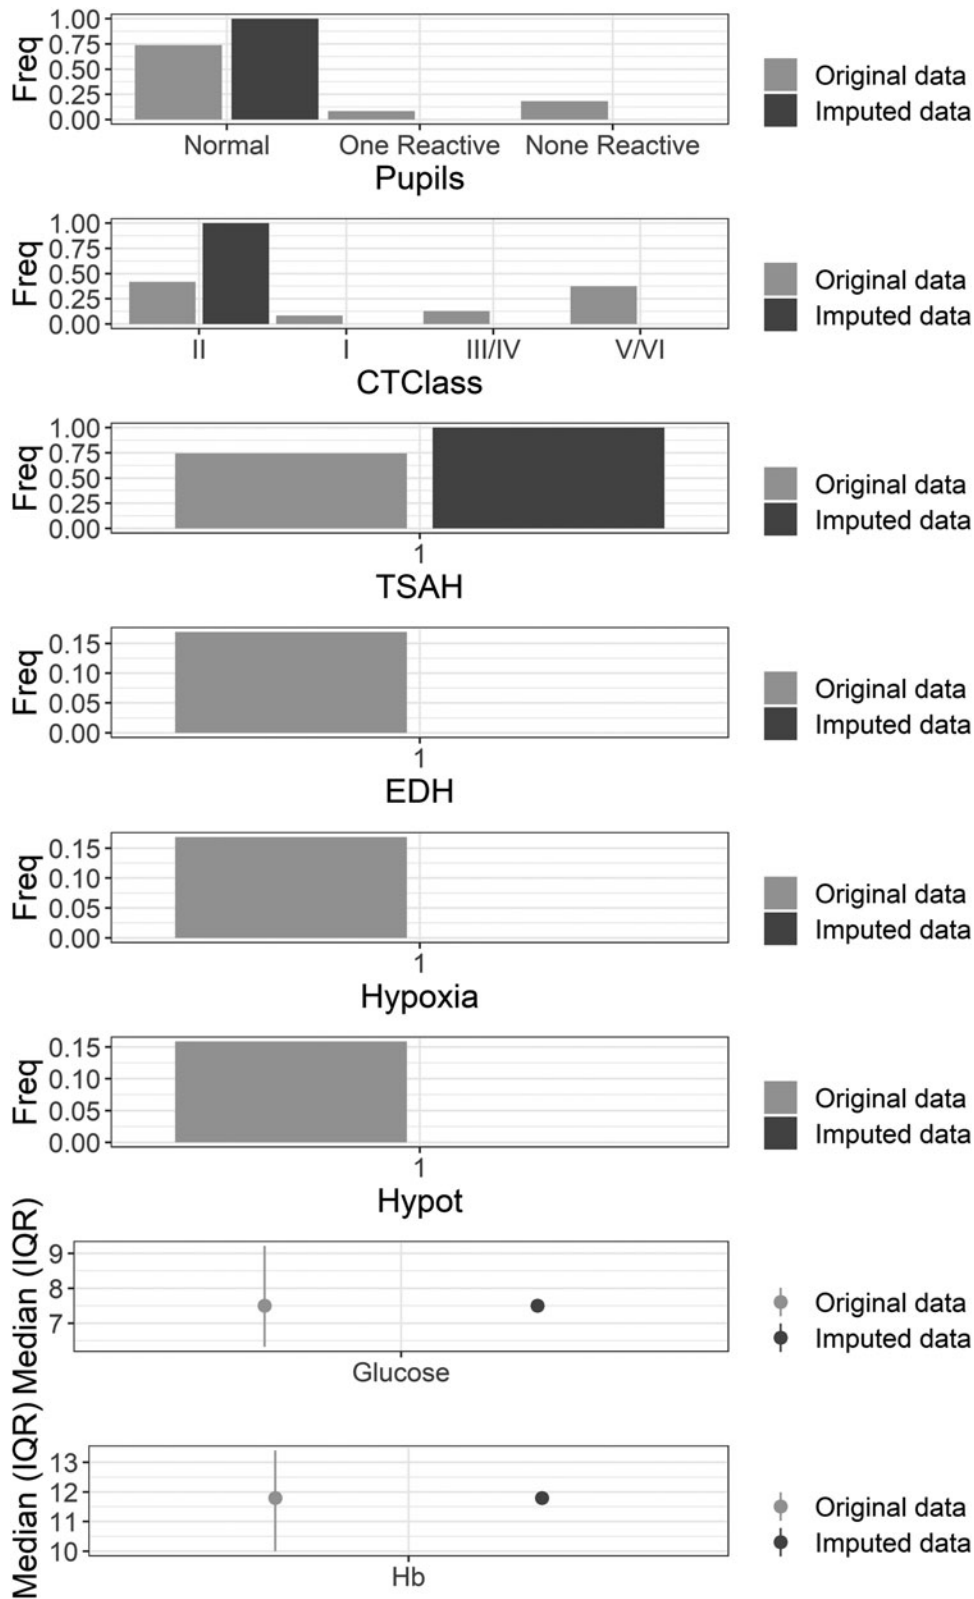 Freq
1.00
0.75
0.50
0.25
0.00
Normal One Reactive None Reactive
Pupils
Original data
Imputed data
Freq
1.00
0.75
0.50
0.25
0.00
II I III/IV V/VI
CTClass
Original data
Imputed data
Freq
1.00
0.75
0.50
0.25
0.00
1
TSAH
Original data
Imputed data
Freq
0.15
0.10
0.05
0.00
1
EDH
Original data
Imputed data
Freq
0.15
0.10
0.05
0.00
1
Hypoxia
Original data
Imputed data
Freq
0.15
0.10
0.05
0.00
1
Hypot
Original data
Imputed data
Median (IQR)
9
8
7
Glucose
Original data
Imputed data
Median (IQR)
13
12
11
10
Hb
Original data
Imputed data